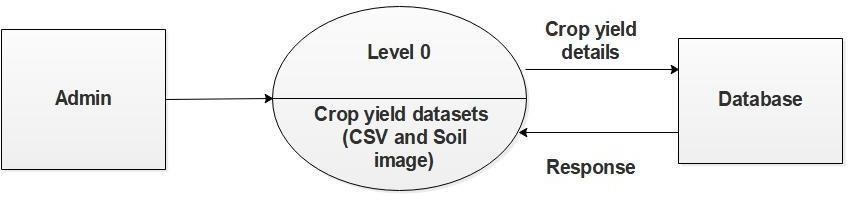 Admin
Level 0
Crop yield datasets
(CSV and Soil
image)
Crop yield
details
Response
Database